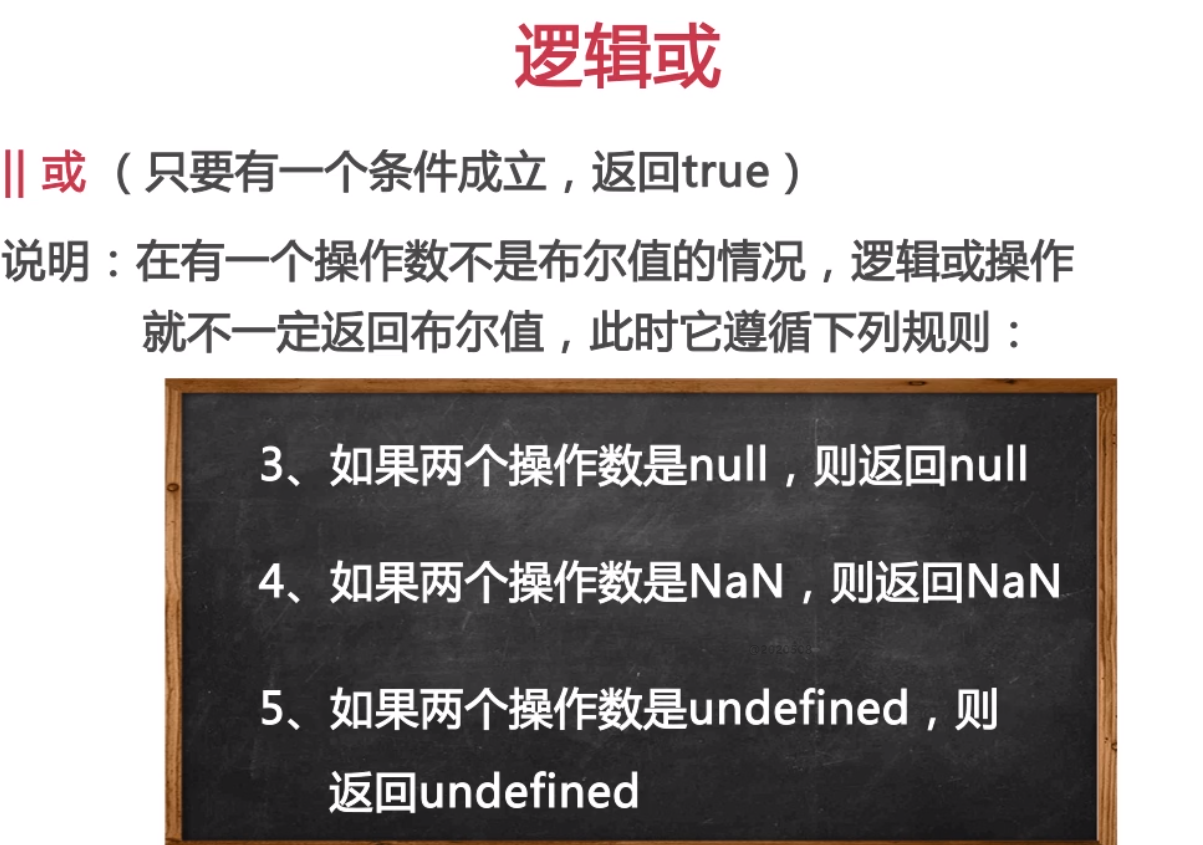 逻辑或
|| 或（只要有一个条件成立，返回true）
说明：在有一个操作数不是布尔值的情况，逻辑或操作
就不一定返回布尔值，此时它遵循下列规则：
3、如果两个操作数是null，则返回null
4、如果两个操作数是NaN，则返回NaN
5、如果两个操作数是undefined，则
返回undefined